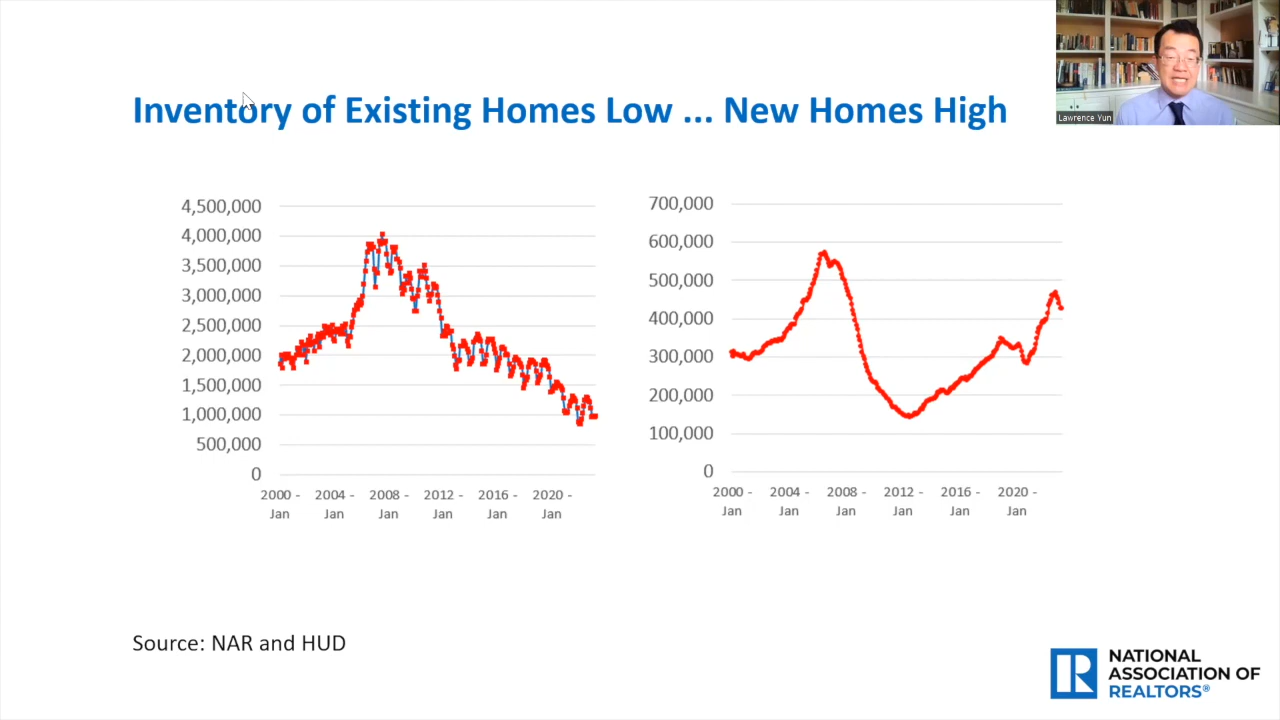 Inventory of Existing Homes Low ... New Homes High
Lawrence Yun
4,500,000
4,000,000
3,500,000
3,000,000
2,500,000
2,000,000
1,500,000
1,000,000
500,000
0
2000 - 2004 - 2008 - 2012 - 2016 - 2020 -
Jan Jan Jan Jan Jan Jan
700,000
600,000
500,000
400,000
300,000
200,000
100,000
0
2000 - 2004 - 2008 - 2012 - 2016 - 2020 -
Jan Jan Jan Jan Jan Jan
Source: NAR and HUD
R
NATIONAL
ASSOCIATION OF
REALTORS®